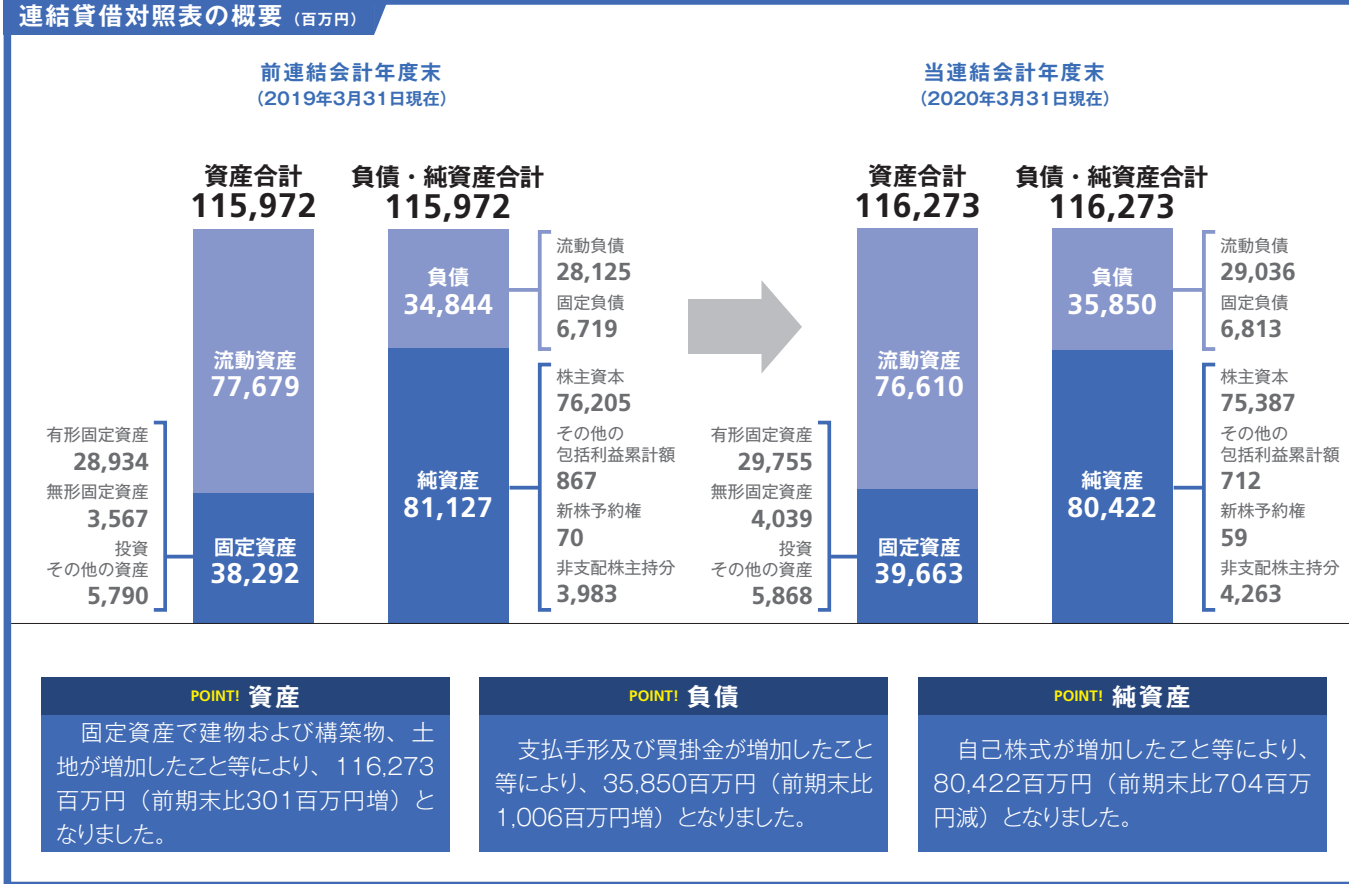 連結貸借対照表の概要（百万円）
前連結会計年度末
（2019年3月31日現在）
資産合計
115,972
負債・純資産合計
115,972
流動資産
77,679
固定資産
38,292
有形固定資産
28,934
無形固定資産
3,567
投資
その他の資産
5,790
負債
34,844
純資産
81,127
流動負債
28,125
固定負債
6,719
株主資本
76,205
その他の
包括利益累計額
867
新株予約権
70
非支配株主持分
3,983
当連結会計年度末
（2020年3月31日現在）
資産合計
116,273
負債・純資産合計
116,273
流動資産
76,610
固定資産
39,663
有形固定資産
29,755
無形固定資産
4,039
投資
その他の資産
5,868
負債
35,850
純資産
80,422
流動負債
29,036
固定負債
6,813
株主資本
75,387
その他の
包括利益累計額
712
新株予約権
59
非支配株主持分
4,263
POINT! 資産
固定資産で建物および構築物、土
地が増加したこと等により、116,273
百万円（前期末比301百万円増）と
なりました。
POINT! 負債
支払手形及び買掛金が増加したこと
等により、35,850百万円（前期末比
1,006百万円増）となりました。
POINT! 純資産
自己株式が増加したこと等により、
80,422百万円（前期末比704百万
円減）となりました。